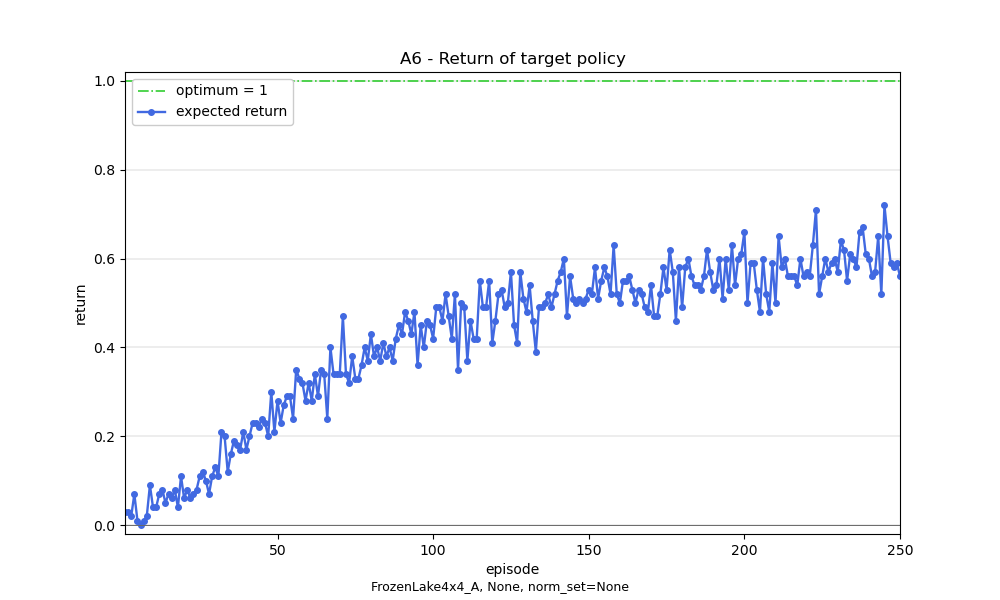 A6 - Return of target policy
optimum = 1
expected return
1.0
0.8
0.6
0.4
0.2
0.0
return
50
100
150
200
250
episode
FrozenLake4x4_A, None, norm_set=None